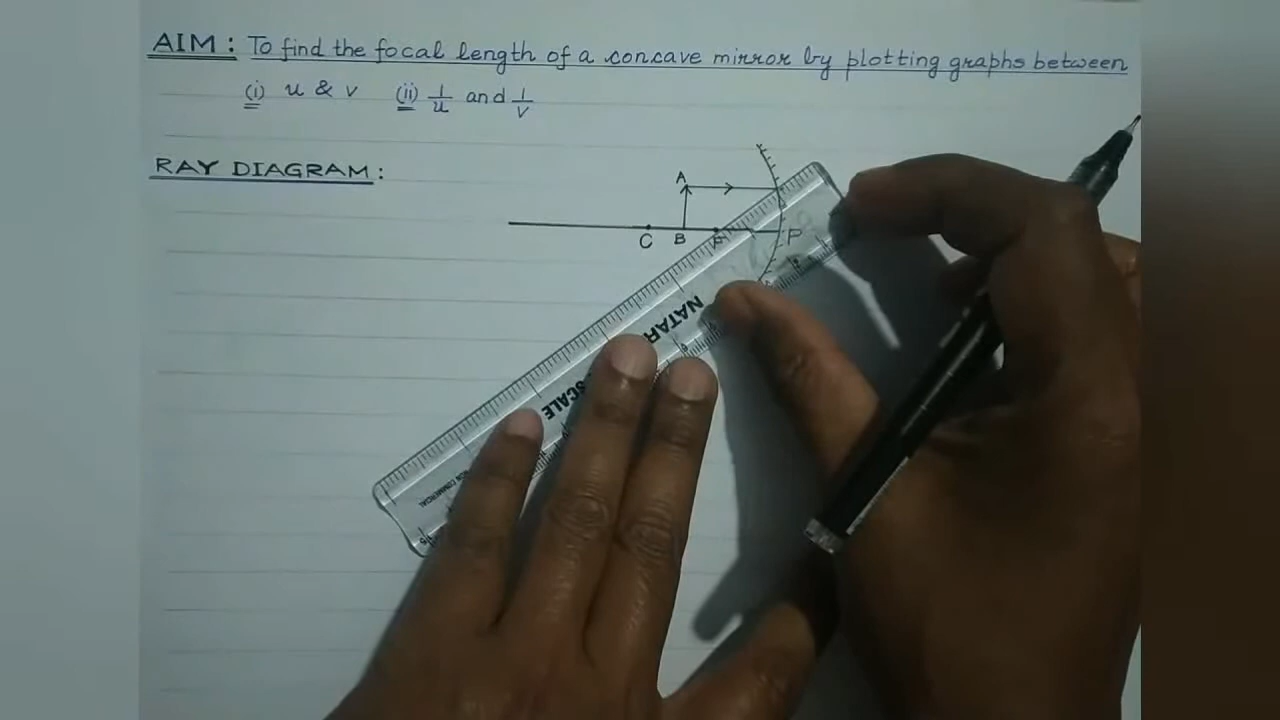 AIM: To find the focal length of a concave mirror by plotting graphs between
(i) u & v (ii) 1/u and 1/v
RAY DIAGRAM:
A
C B F P
NATAR
SCALE